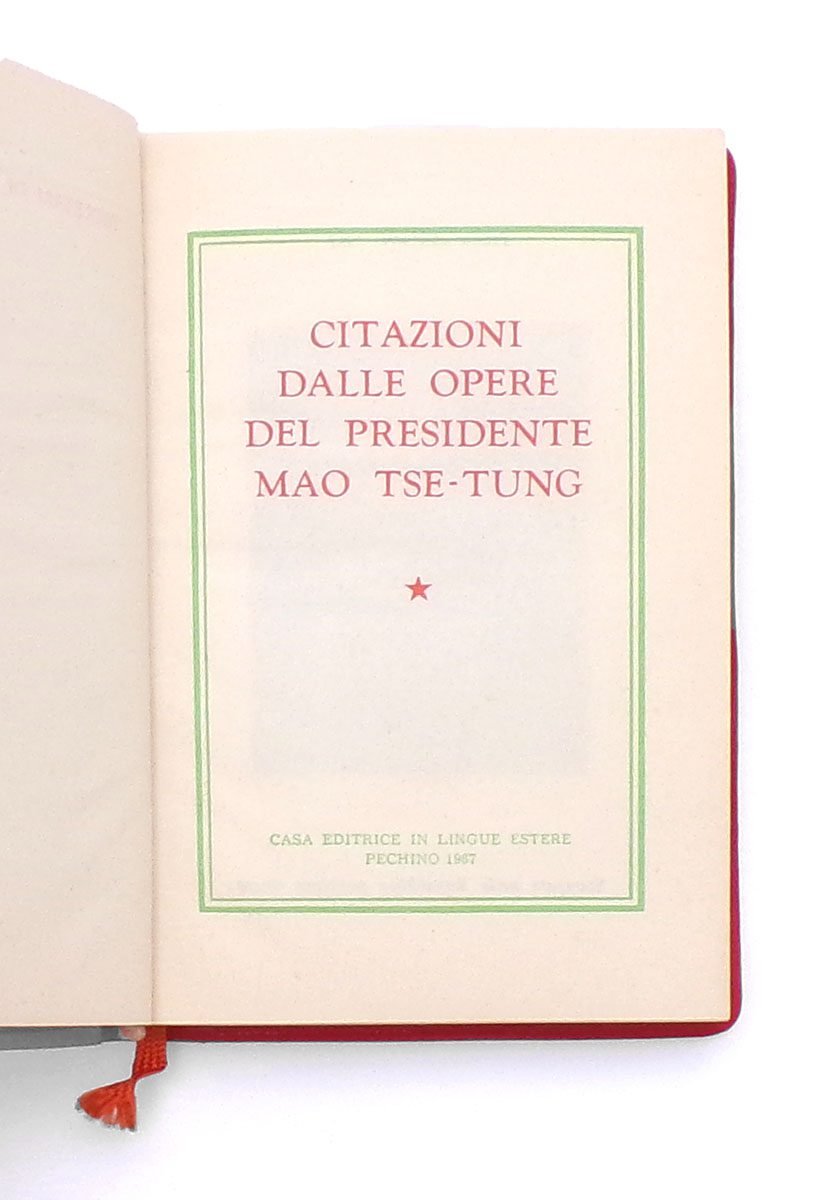 CITAZIONI
DALLE OPERE
DEL PRESIDENTE
MAO TSE-TUNG
CASA EDITRICE IN LINGUE ESTERE
PECHINO 1967